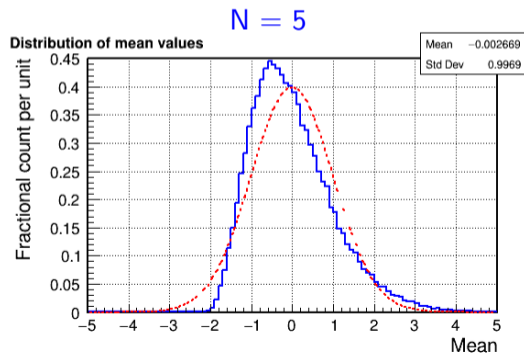 N = 5
Distribution of mean values
Mean −0.002669
Std Dev 0.9969
Fractional count per unit
0.45
0.4
0.35
0.3
0.25
0.2
0.15
0.1
0.05
0
−5 −4 −3 −2 −1 0 1 2 3 4 5
Mean